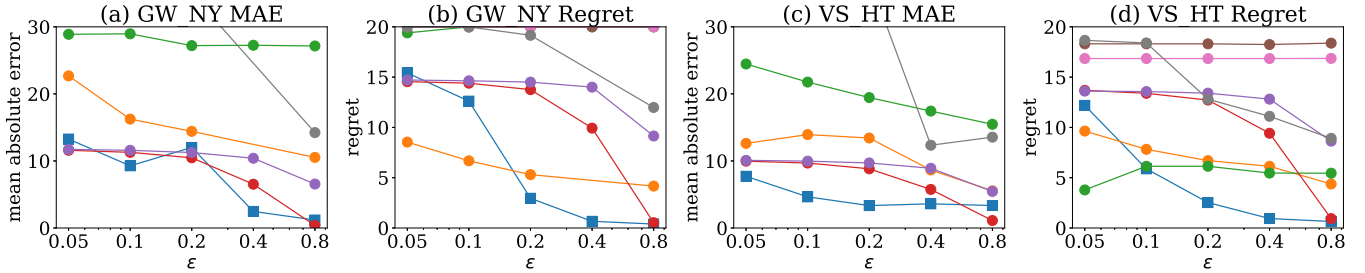 (a) GW_NY MAE
mean absolute error
30
20
10
0
0.05 0.1 0.2 0.4 0.8
ε
(b) GW_NY Regret
regret
20
15
10
5
0
0.05 0.1 0.2 0.4 0.8
ε
(c) VS_HT MAE
mean absolute error
30
20
10
0
0.05 0.1 0.2 0.4 0.8
ε
(d) VS_HT Regret
regret
20
15
10
5
0
0.05 0.1 0.2 0.4 0.8
ε